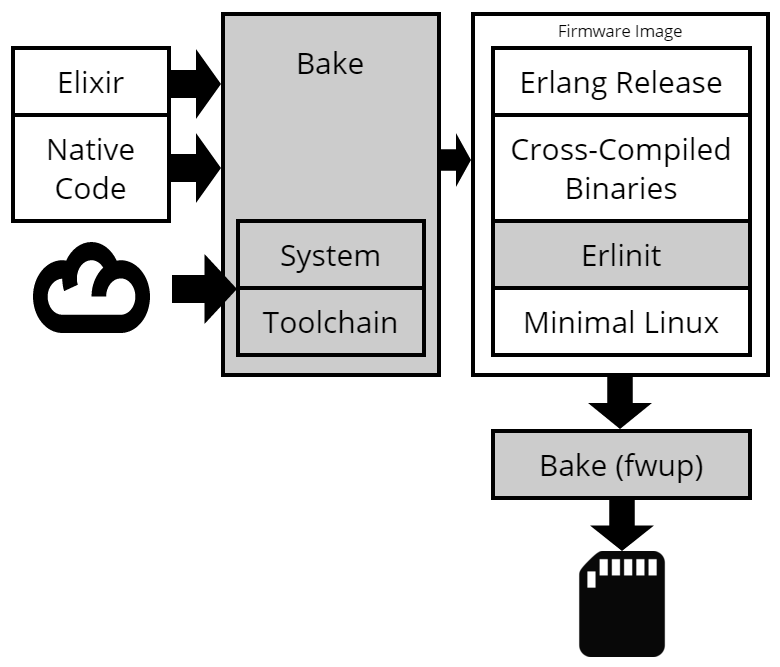 Elixir
Native
Code
Bake
System
Toolchain
Firmware Image
Erlang Release
Cross-Compiled
Binaries
Erlinit
Minimal Linux
Bake (fwup)